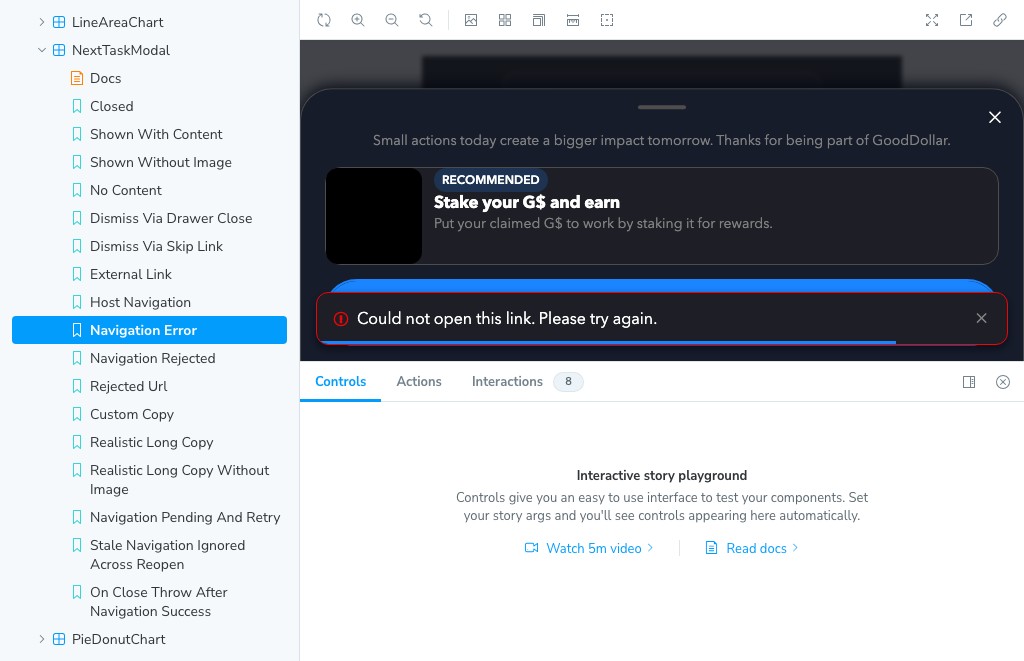 LineAreaChart
NextTaskModal
Docs
Closed
Shown With Content
Shown Without Image
No Content
Dismiss Via Drawer Close
Dismiss Via Skip Link
External Link
Host Navigation
Navigation Error
Navigation Rejected
Rejected Url
Custom Copy
Realistic Long Copy
Realistic Long Copy Without
Image
Navigation Pending And Retry
Stale Navigation Ignored
Across Reopen
On Close Throw After
Navigation Success
PieDonutChart
Small actions today create a bigger impact tomorrow. Thanks for being part of GoodDollar.
RECOMMENDED
Stake your G$ and earn
Put your claimed G$ to work by staking it for rewards.
Could not open this link. Please try again.
Controls
Actions
Interactions 8
Interactive story playground
Controls give you an easy to use interface to test your components. Set
your story args and you'll see controls appearing here automatically.
Watch 5m video
Read docs